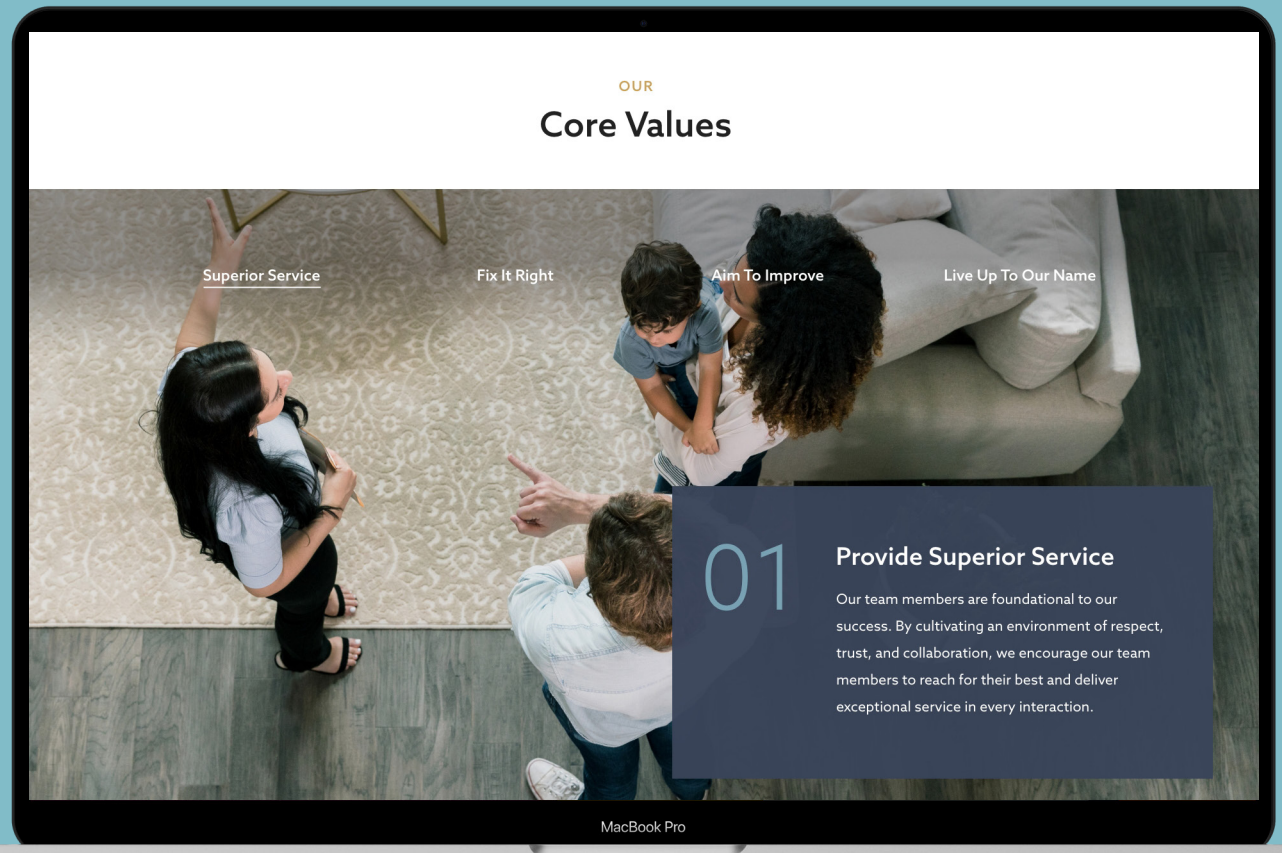 OUR
Core Values
Superior Service
Fix It Right
Aim To Improve
Live Up To Our Name
01
Provide Superior Service
Our team members are foundational to our
success. By cultivating an environment of respect,
trust, and collaboration, we encourage our team
members to reach for their best and deliver
exceptional service in every interaction.
MacBook Pro